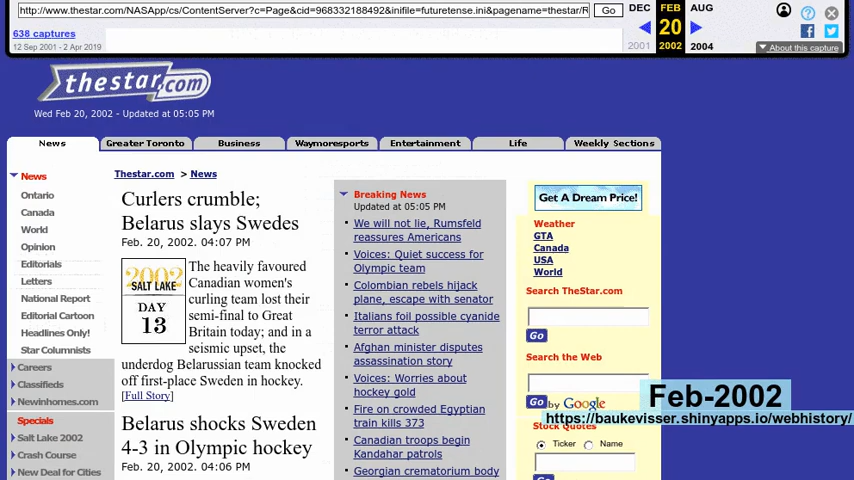 http://www.thestar.com/NASApp/cs/ContentServer?c=Page&cid=968332188492&inifile=futuretense.ini&pagename=thestar/R
Go
DEC FEB AUG
20
2001 2002 2004
638 captures
12 Sep 2001 - 2 Apr 2019
About this capture
thestar.com
Wed Feb 20, 2002 - Updated at 05:05 PM
News
Greater Toronto
Business
Waymoresports
Entertainment
Life
Weekly Sections
News
Ontario
Canada
World
Opinion
Editorials
Letters
National Report
Editorial Cartoon
Headlines Only!
Star Columnists
Careers
Classifieds
Newinhomes.com
Specials
Salt Lake 2002
Crash Course
New Deal for Cities
Thestar.com > News
Curlers crumble;
Belarus slays Swedes
Feb. 20, 2002. 04:07 PM
2002
SALT LAKE
DAY
13
The heavily favoured
Canadian women's
curling team lost their
semi-final to Great
Britain today; and in a
seismic upset, the
underdog Belarussian team knocked
off first-place Sweden in hockey.
[Full Story]
Belarus shocks Sweden
4-3 in Olympic hockey
Feb. 20, 2002. 04:06 PM
Breaking News
Updated at 05:05 PM
We will not lie, Rumsfeld
reassures Americans
Voices: Quiet success for
Olympic team
Colombian rebels hijack
plane, escape with senator
Italians foil possible cyanide
terror attack
Afghan minister disputes
assassination story
Voices: Worries about
hockey gold
Fire on crowded Egyptian
train kills 373
Canadian troops begin
Kandahar patrols
Georgian crematorium body
Get A Dream Price!
Weather
GTA
Canada
USA
World
Search TheStar.com
Go
Search the Web
Go by Google
Stock Quotes
Ticker Name
Go
Feb-2002
https://baukevisser.shinyapps.io/webhistory/